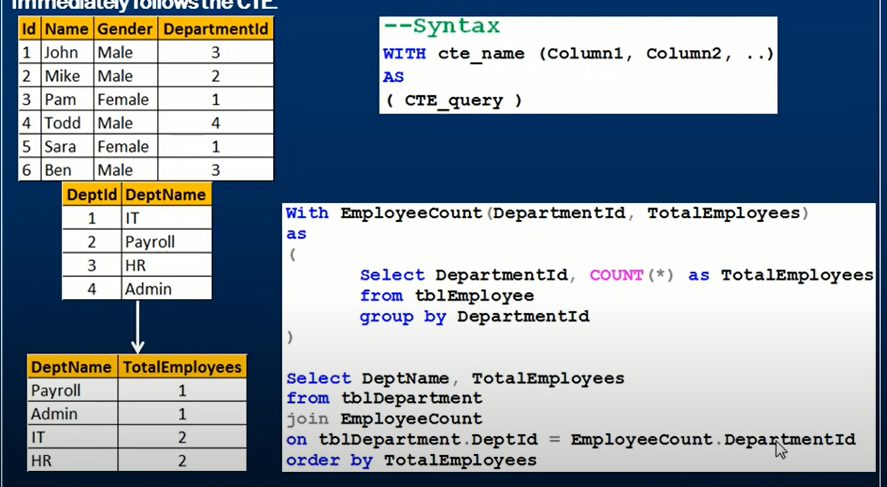 immediately follows the CTE.
Id Name Gender DepartmentId
1 John Male 3
2 Mike Male 2
3 Pam Female 1
4 Todd Male 4
5 Sara Female 1
6 Ben Male 3
DeptId DeptName
1 IT
2 Payroll
3 HR
4 Admin
DeptName TotalEmployees
Payroll 1
Admin 1
IT 2
HR 2
--Syntax
WITH cte_name (Column1, Column2, ..)
AS
( CTE_query )
With EmployeeCount(DepartmentId, TotalEmployees)
as
(
Select DepartmentId, COUNT(*) as TotalEmployees
from tblEmployee
group by DepartmentId
)
Select DeptName, TotalEmployees
from tblDepartment
join EmployeeCount
on tblDepartment.DeptId = EmployeeCount.DepartmentId
order by TotalEmployees